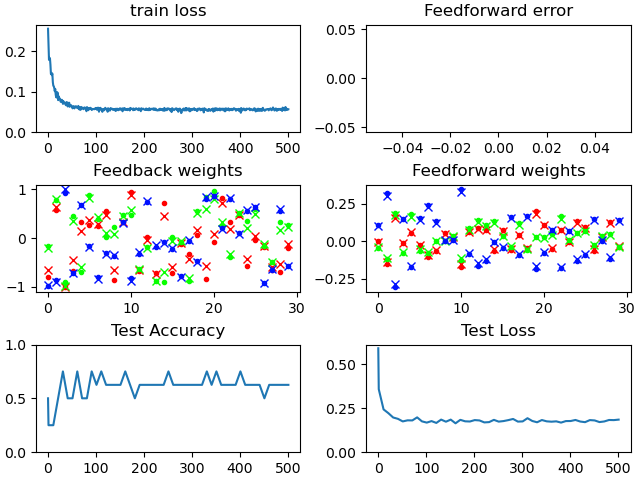 train loss
Feedforward error
0.2
0.1
0.0
0 100 200 300 400 500
0.05
0.00
−0.05
−0.04 −0.02 0.00 0.02 0.04
Feedback weights
Feedforward weights
1
0
−1
0 10 20 30
0.25
0.00
−0.25
0 10 20 30
Test Accuracy
Test Loss
1.0
0.5
0.0
0 100 200 300 400 500
0.50
0.25
0.00
0 100 200 300 400 500